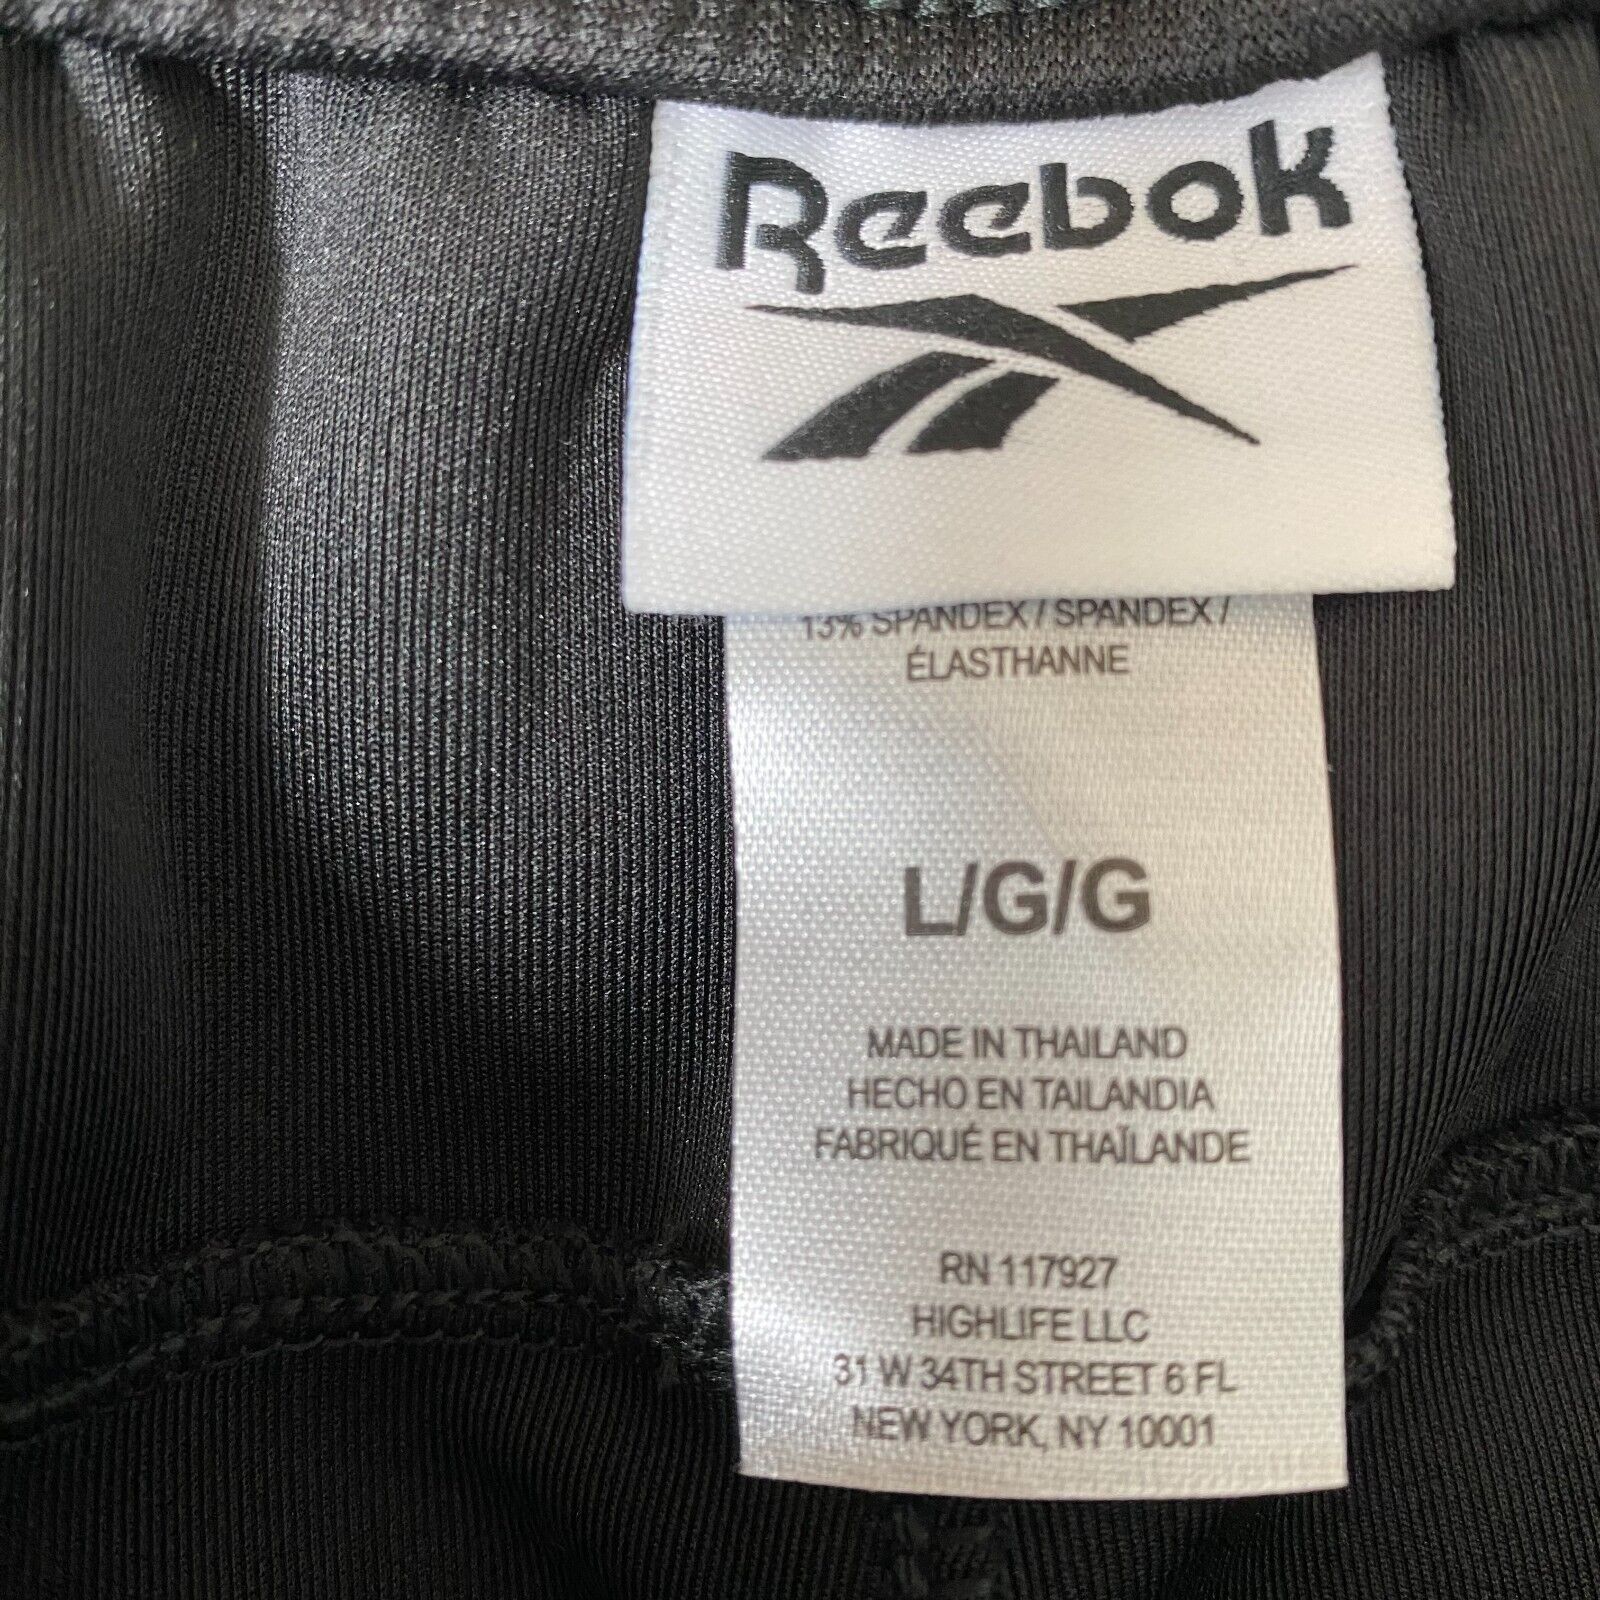 Reebok
13% SPANDEX / SPANDEX /
ÉLASTHANNE
L/G/G
MADE IN THAILAND
HECHO EN TAILANDIA
FABRIQUÉ EN THAÏLANDE
RN 117927
HIGHLIFE LLC
31 W 34TH STREET 6 FL
NEW YORK, NY 10001